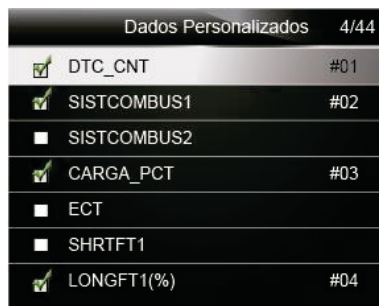 Dados Personalizados 4/44
DTC_CNT #01
SISTCOMBUS1 #02
SISTCOMBUS2
CARGA_PCT #03
ECT
SHRTFT1
LONGFT1(%) #04